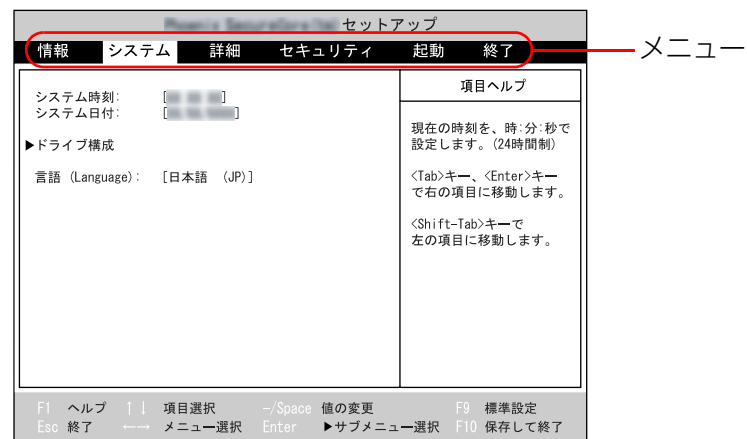 セットアップ
情報 システム 詳細 セキュリティ 起動 終了
メニュー
システム時刻: [ ]
システム日付: [ ]
▶ドライブ構成
言語 (Language): [日本語 (JP)]
項目ヘルプ
現在の時刻を、時:分:秒で
設定します。(24時間制)
<Tab>キー、<Enter>キー
で右の項目に移動します。
<Shift-Tab>キーで
左の項目に移動します。
F1 ヘルプ ↑↓ 項目選択 -/Space 値の変更 F9 標準設定
Esc 終了 ←→ メニュー選択 Enter ▶サブメニュー選択 F10 保存して終了